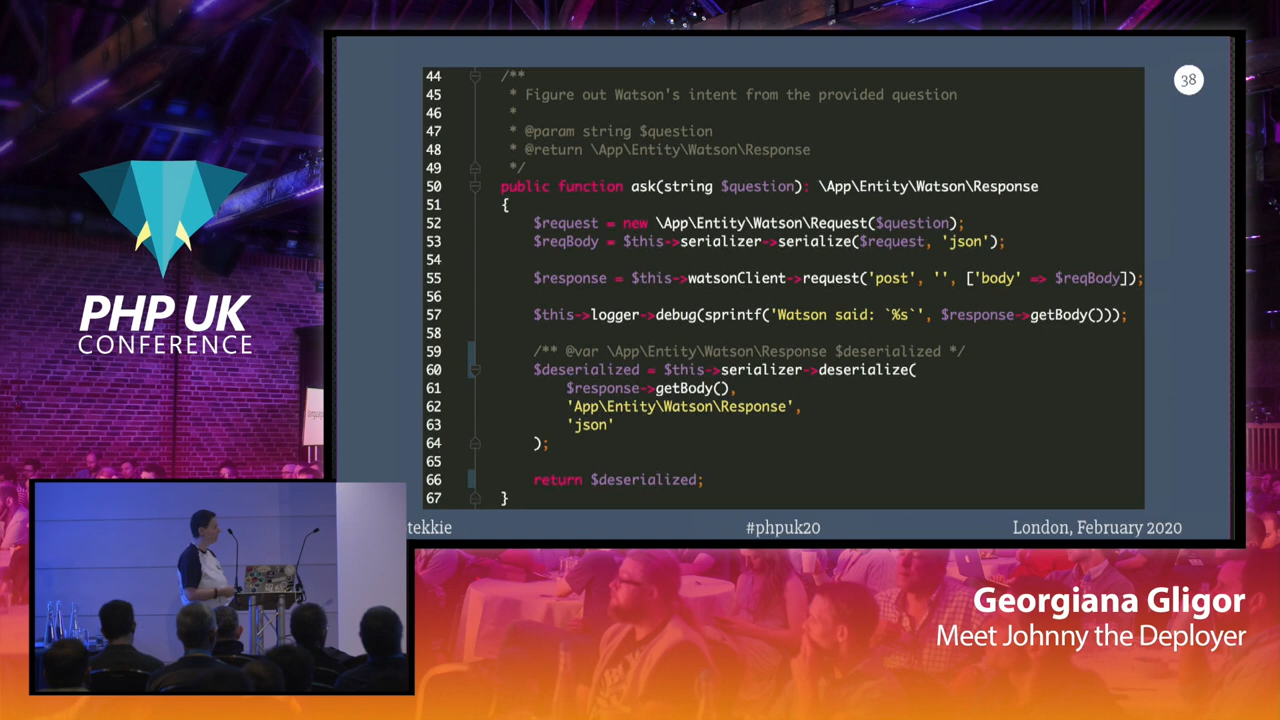 PHP UK
CONFERENCE
38
44 /**
45 * Figure out Watson's intent from the provided question
46 *
47 * @param string $question
48 * @return \App\Entity\Watson\Response
49 */
50 public function ask(string $question): \App\Entity\Watson\Response
51 {
52 $request = new \App\Entity\Watson\Request($question);
53 $reqBody = $this->serializer->serialize($request, 'json');
54
55 $response = $this->watsonClient->request('post', '', ['body' => $reqBody]);
56
57 $this->logger->debug(sprintf('Watson said: `%s`', $response->getBody()));
58
59 /** @var \App\Entity\Watson\Response $deserialized */
60 $deserialized = $this->serializer->deserialize(
61 $response->getBody(),
62 'App\Entity\Watson\Response',
63 'json'
64 );
65
66 return $deserialized;
67 }
tekkie #phpuk20 London, February 2020
Georgiana Gligor
Meet Johnny the Deployer